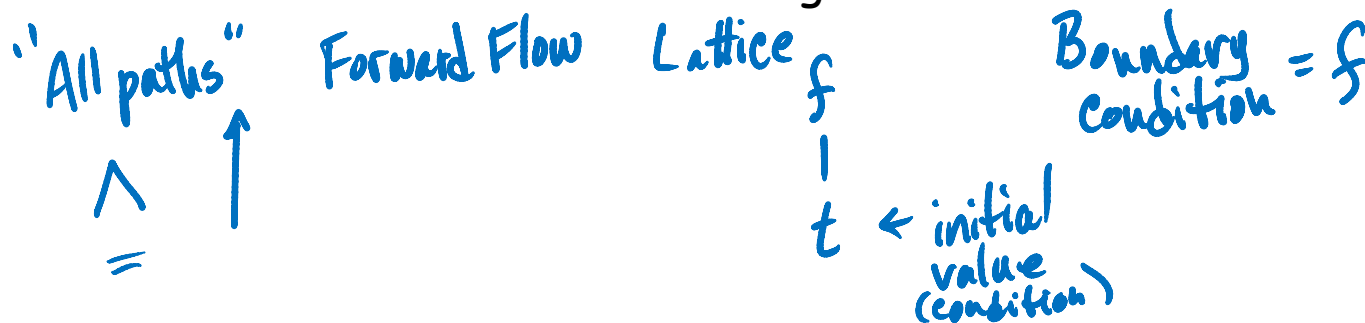 "All paths" Forward Flow Lattice Boundary
condition = f
f
t ← initial
value
(condition)
∧
=